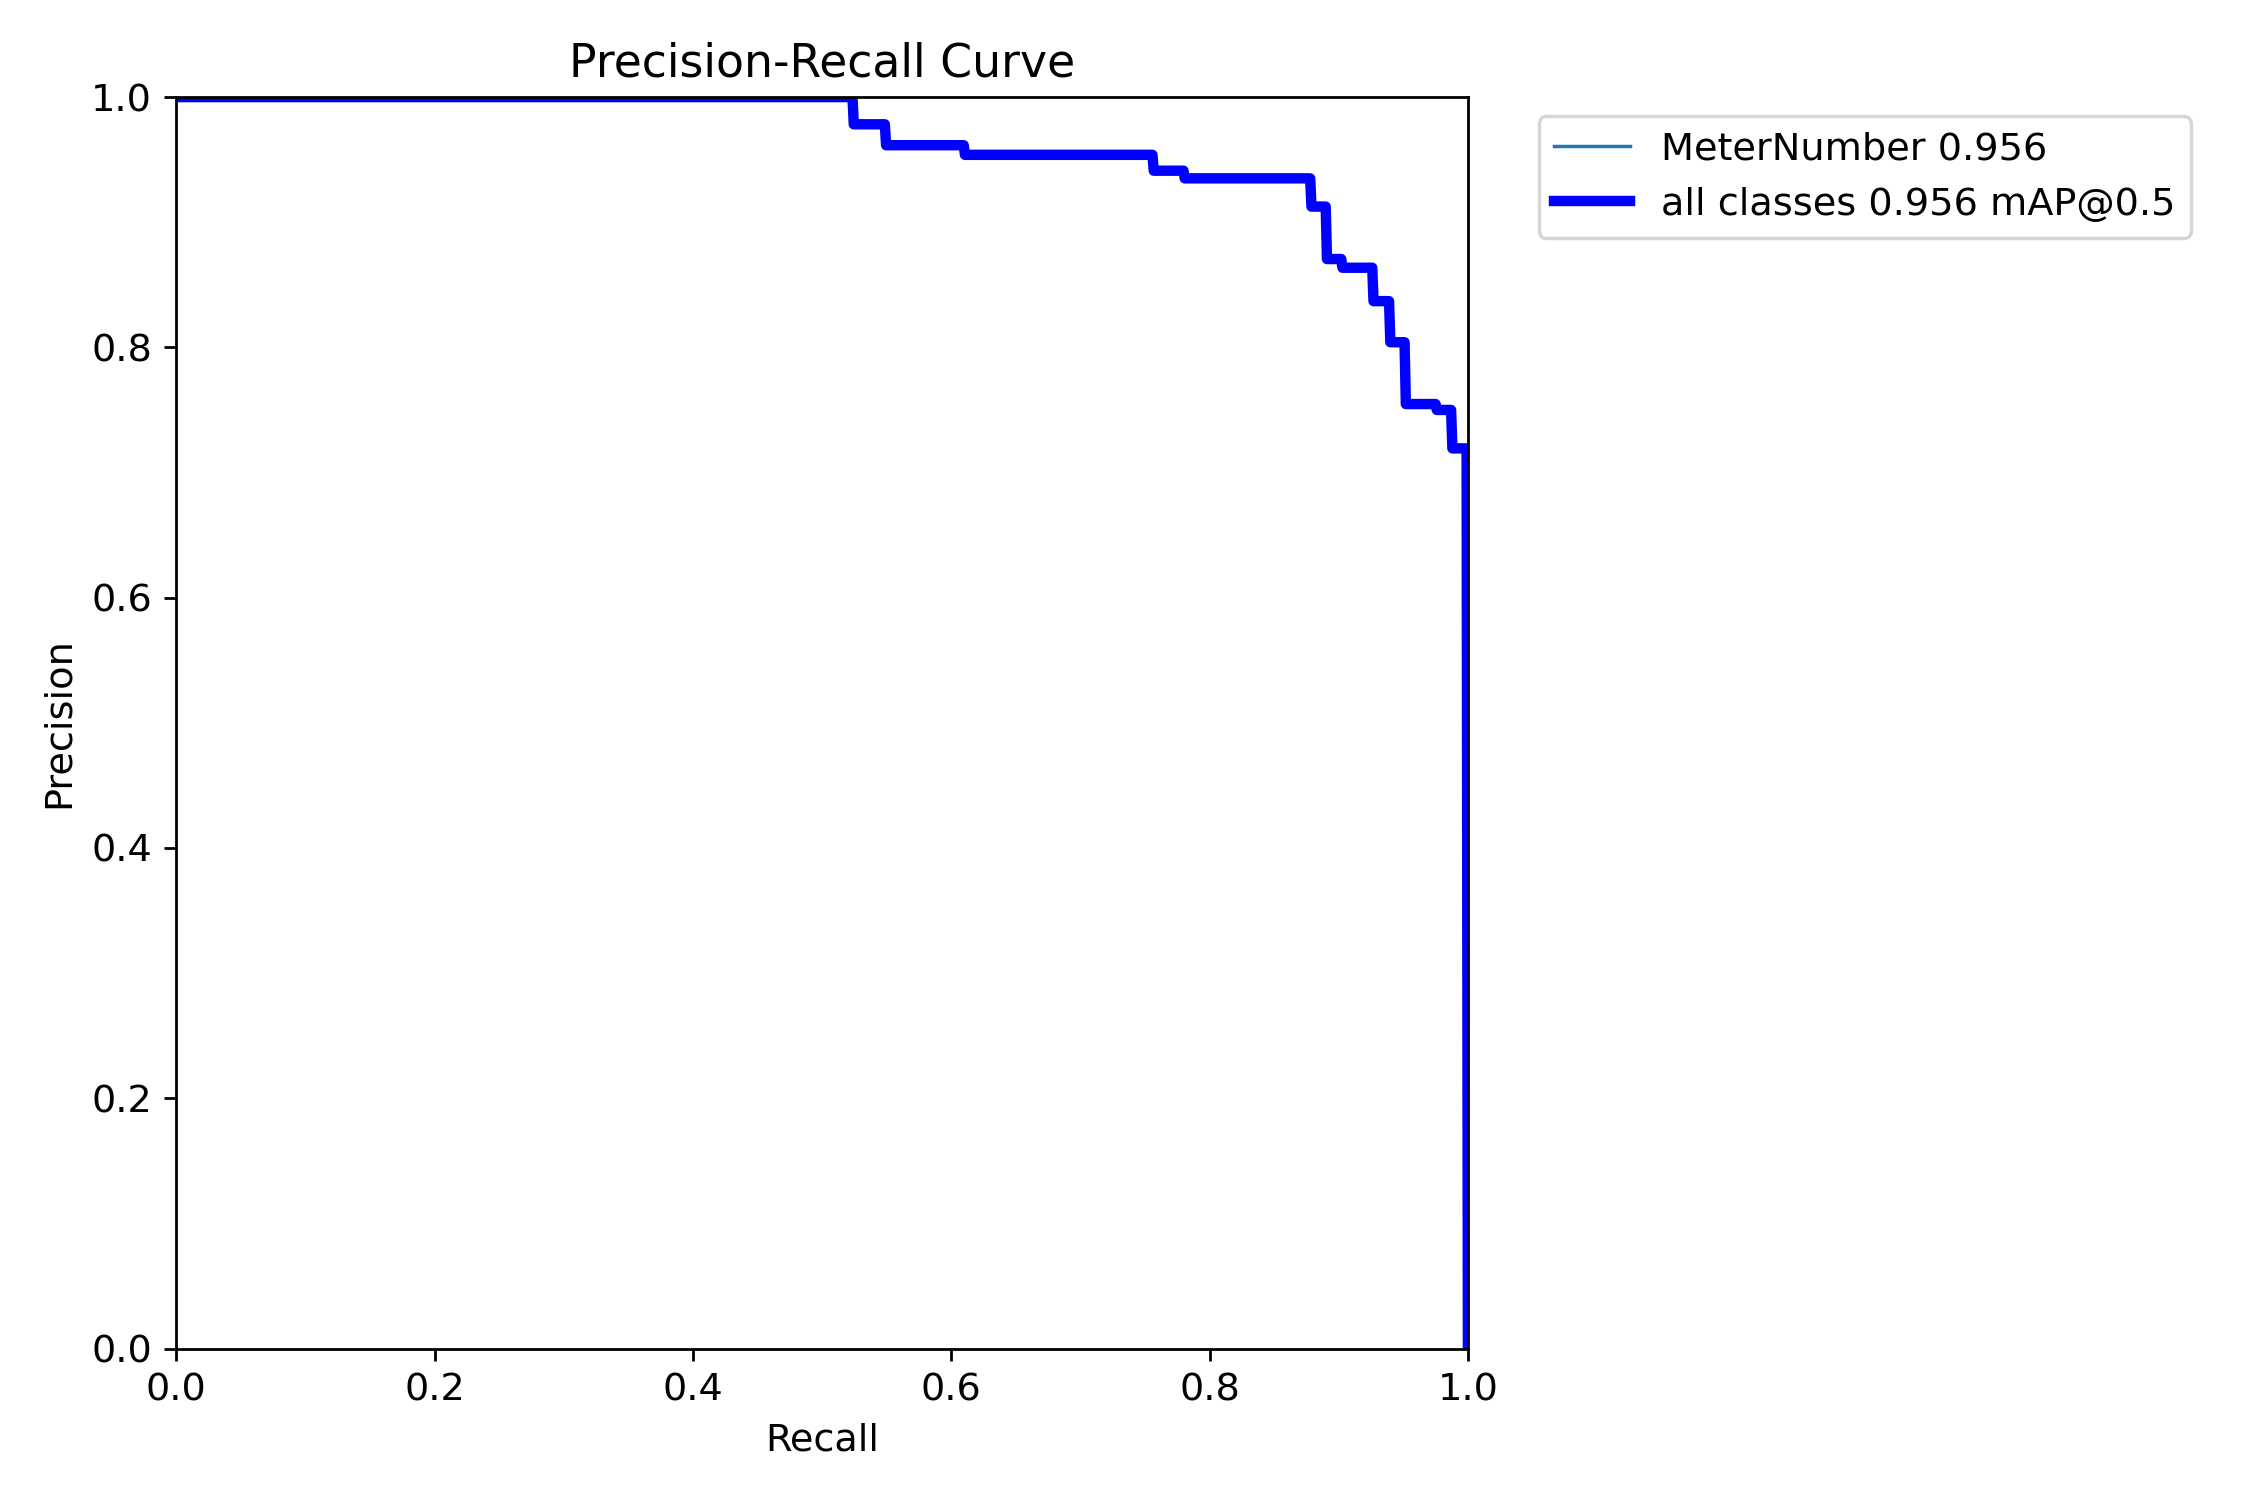 Precision-Recall Curve
MeterNumber 0.956
all classes 0.956 mAP@0.5
1.0
0.8
0.6
0.4
0.2
0.0
Precision
0.0 0.2 0.4 0.6 0.8 1.0
Recall